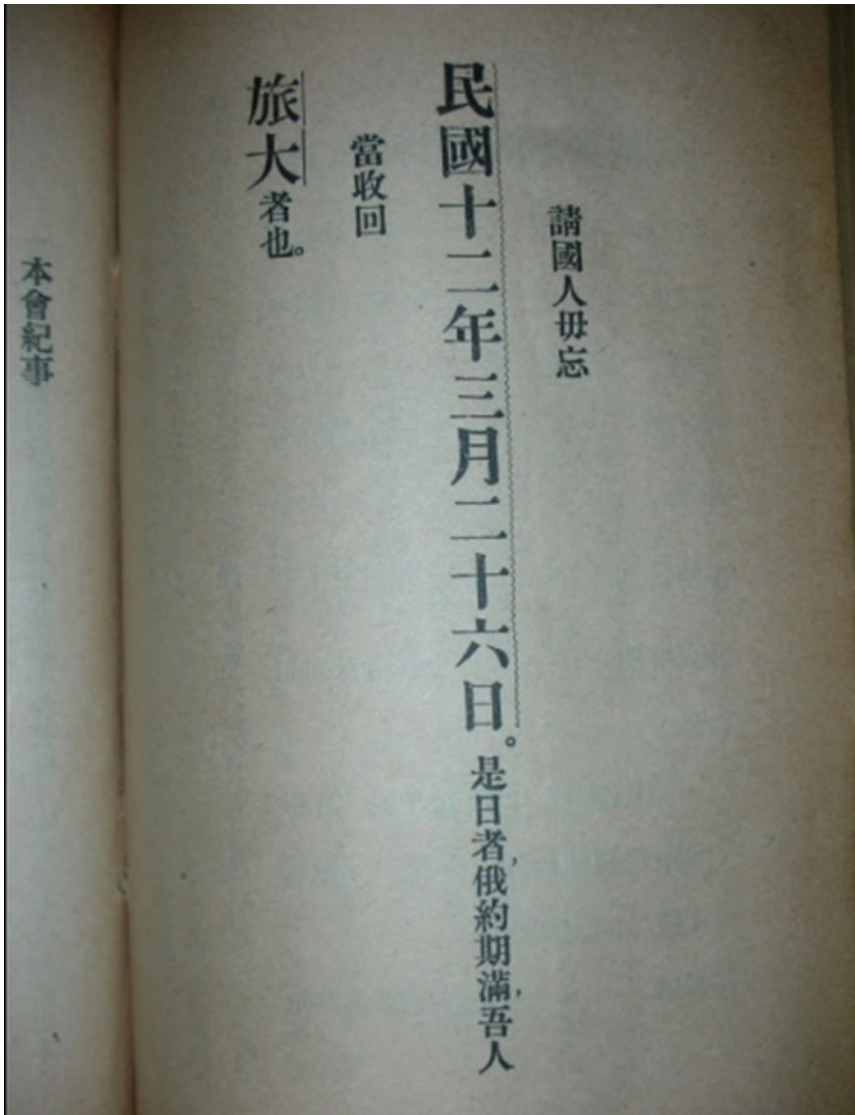 請國人毋忘
民國十二年三月二十六日。是日者，俄約期滿，吾人
當收回
旅大者也。
本會紀事